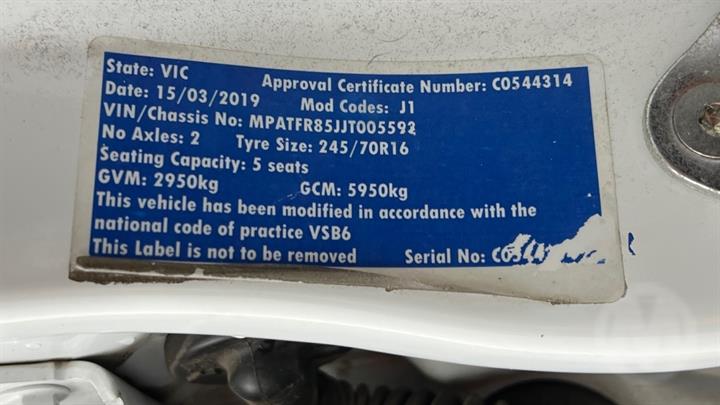 State: VIC Approval Certificate Number: C0544314
Date: 15/03/2019 Mod Codes: J1
VIN/Chassis No: MPATFR85JJT005592
No Axles: 2 Tyre Size: 245/70R16
Seating Capacity: 5 seats
GVM: 2950kg GCM: 5950kg
This vehicle has been modified in accordance with the
national code of practice VSB6
This Label is not to be removed Serial No: